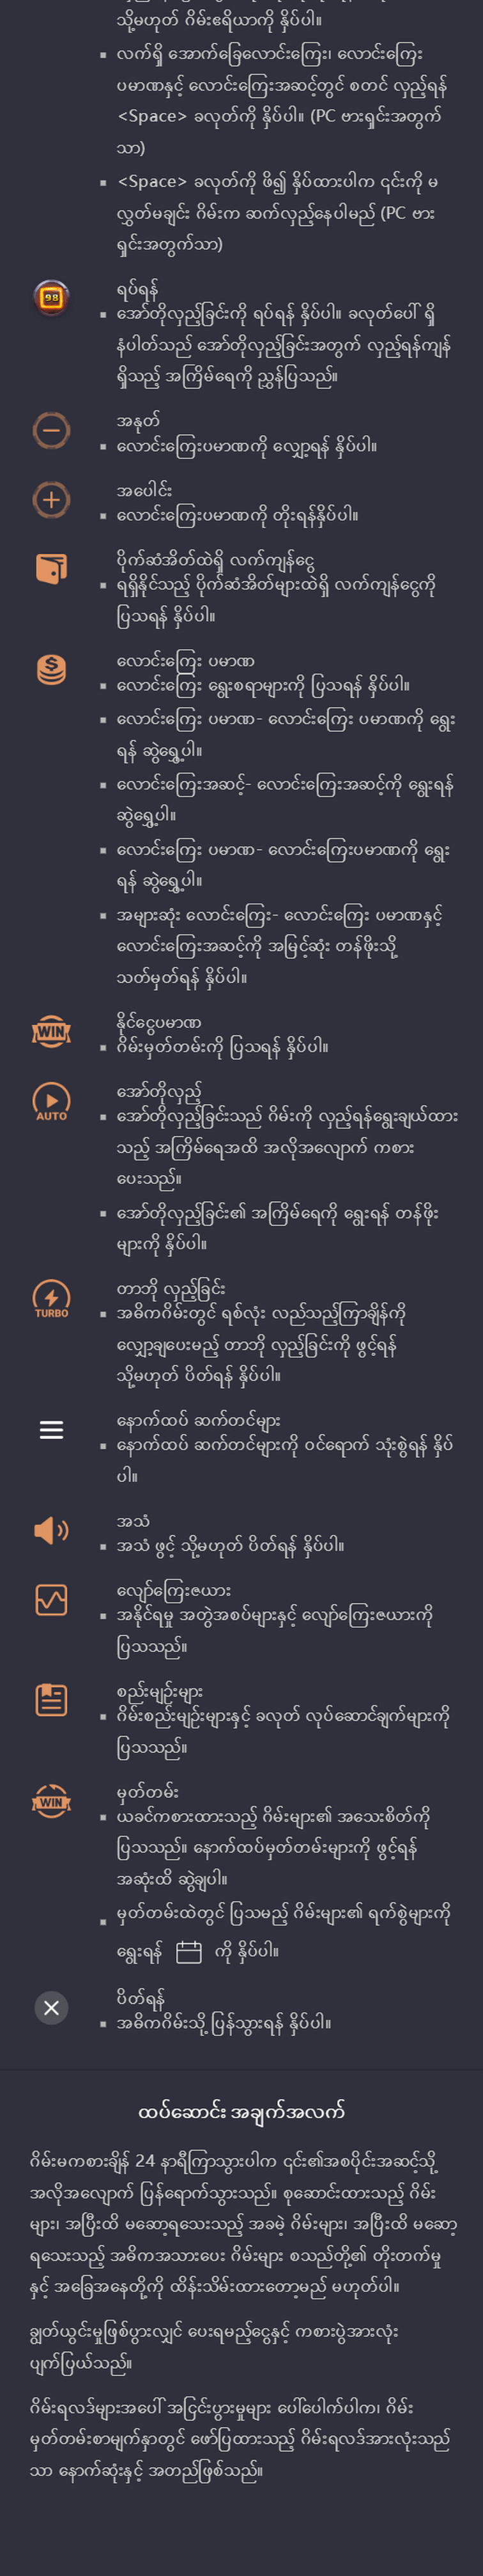 သို့မဟုတ် ဂိမ်းဧရိယာကို နှိပ်ပါ။
လက်ရှိ အောက်ခြေလောင်းကြေး၊ လောင်းကြေး
ပမာဏနှင့် လောင်းကြေးအဆင့်တွင် စတင် လှည့်ရန်
<Space> ခလုတ်ကို နှိပ်ပါ။ (PC ဗားရှင်းအတွက်
သာ)
<Space> ခလုတ်ကို ဖိ၍ နှိပ်ထားပါက ၎င်းကို မ
လွှတ်မချင်း ဂိမ်းက ဆက်လှည့်နေပါမည် (PC ဗား
ရှင်းအတွက်သာ)
98
ရပ်ရန်
အော်တိုလှည့်ခြင်းကို ရပ်ရန် နှိပ်ပါ။ ခလုတ်ပေါ် ရှိ
နံပါတ်သည် အော်တိုလှည့်ခြင်းအတွက် လှည့်ရန်ကျန်
ရှိသည့် အကြိမ်ရေကို ညွှန်ပြသည်။
အနုတ်
လောင်းကြေးပမာဏကို လျှော့ရန် နှိပ်ပါ။
အပေါင်း
လောင်းကြေးပမာဏကို တိုးရန်နှိပ်ပါ။
ပိုက်ဆံအိတ်ထဲရှိ လက်ကျန်ငွေ
ရရှိနိုင်သည့် ပိုက်ဆံအိတ်များထဲရှိ လက်ကျန်ငွေကို
ပြသရန် နှိပ်ပါ။
လောင်းကြေး ပမာဏ
လောင်းကြေး ရွေးစရာများကို ပြသရန် နှိပ်ပါ။
လောင်းကြေး ပမာဏ- လောင်းကြေး ပမာဏကို ရွေး
ရန် ဆွဲရွှေ့ပါ။
လောင်းကြေးအဆင့်- လောင်းကြေးအဆင့်ကို ရွေးရန်
ဆွဲရွှေ့ပါ။
လောင်းကြေး ပမာဏ- လောင်းကြေးပမာဏကို ရွေး
ရန် ဆွဲရွှေ့ပါ။
အများဆုံး လောင်းကြေး- လောင်းကြေး ပမာဏနှင့်
လောင်းကြေးအဆင့်ကို အမြင့်ဆုံး တန်ဖိုးသို့
သတ်မှတ်ရန် နှိပ်ပါ။
WIN
နိုင်ငွေပမာဏ
ဂိမ်းမှတ်တမ်းကို ပြသရန် နှိပ်ပါ။
AUTO
အော်တိုလှည့်
အော်တိုလှည့်ခြင်းသည် ဂိမ်းကို လှည့်ရန်ရွေးချယ်ထား
သည့် အကြိမ်ရေအထိ အလိုအလျောက် ကစား
ပေးသည်။
အော်တိုလှည့်ခြင်း၏ အကြိမ်ရေကို ရွေးရန် တန်ဖိုး
များကို နှိပ်ပါ။
TURBO
တာဘို လှည့်ခြင်း
အဓိကဂိမ်းတွင် ရစ်လုံး လည်သည့်ကြာချိန်ကို
လျှော့ချပေးမည့် တာဘို လှည့်ခြင်းကို ဖွင့်ရန်
သို့မဟုတ် ပိတ်ရန် နှိပ်ပါ။
နောက်ထပ် ဆက်တင်များ
နောက်ထပ် ဆက်တင်များကို ဝင်ရောက် သုံးစွဲရန် နှိပ်
ပါ။
အသံ
အသံ ဖွင့် သို့မဟုတ် ပိတ်ရန် နှိပ်ပါ။
လျော်ကြေးဇယား
အနိုင်ရမှု အတွဲအစပ်များနှင့် လျော်ကြေးဇယားကို
ပြသသည်။
စည်းမျဉ်းများ
ဂိမ်းစည်းမျဉ်းများနှင့် ခလုတ် လုပ်ဆောင်ချက်များကို
ပြသသည်။
WIN
မှတ်တမ်း
ယခင်ကစားထားသည့် ဂိမ်းများ၏ အသေးစိတ်ကို
ပြသသည်။ နောက်ထပ်မှတ်တမ်းများကို ဖွင့်ရန်
အဆုံးထိ ဆွဲချပါ။
မှတ်တမ်းထဲတွင် ပြသမည့် ဂိမ်းများ၏ ရက်စွဲများကို
ရွေးရန် ကို နှိပ်ပါ။
ပိတ်ရန်
အဓိကဂိမ်းသို့ ပြန်သွားရန် နှိပ်ပါ။
ထပ်ဆောင်း အချက်အလက်
ဂိမ်းမကစားချိန် 24 နာရီကြာသွားပါက ၎င်း၏အစပိုင်းအဆင့်သို့
အလိုအလျောက် ပြန်ရောက်သွားသည်။ စုဆောင်းထားသည့် ဂိမ်း
များ၊ အပြီးထိ မဆော့ရသေးသည့် အခမဲ့ ဂိမ်းများ၊ အပြီးထိ မဆော့
ရသေးသည့် အဓိကအသားပေး ဂိမ်းများ စသည်တို့၏ တိုးတက်မှု
နှင့် အခြေအနေတို့ကို ထိန်းသိမ်းထားတော့မည် မဟုတ်ပါ။
ချွတ်ယွင်းမှုဖြစ်ပွားလျှင် ပေးရမည့်ငွေနှင့် ကစားပွဲအားလုံး
ပျက်ပြယ်သည်။
ဂိမ်းရလဒ်များအပေါ် အငြင်းပွားမှုများ ပေါ်ပေါက်ပါက၊ ဂိမ်း
မှတ်တမ်းစာမျက်နှာတွင် ဖော်ပြထားသည့် ဂိမ်းရလဒ်အားလုံးသည်
သာ နောက်ဆုံးနှင့် အတည်ဖြစ်သည်။